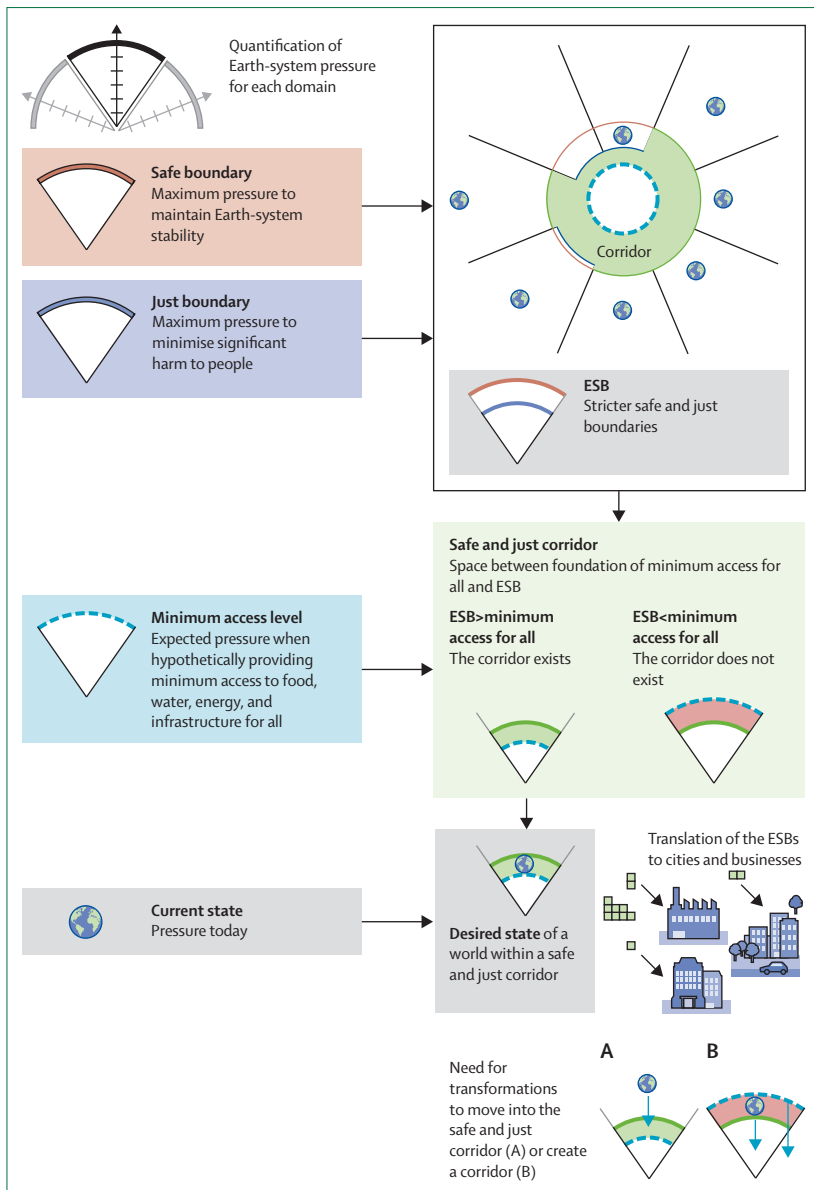 Quantification of
Earth-system pressure
for each domain
Safe boundary
Maximum pressure to
maintain Earth-system
stability
Just boundary
Maximum pressure to
minimise significant
harm to people
Corridor
ESB
Stricter safe and just
boundaries
Safe and just corridor
Space between foundation of minimum access for
all and ESB
ESB>minimum
access for all
The corridor exists
ESB<minimum
access for all
The corridor does not
exist
Minimum access level
Expected pressure when
hypothetically providing
minimum access to food,
water, energy, and
infrastructure for all
Current state
Pressure today
Desired state of a
world within a safe
and just corridor
Translation of the ESBs
to cities and businesses
Need for
transformations
to move into the
safe and just
corridor (A) or create
a corridor (B)
A
B